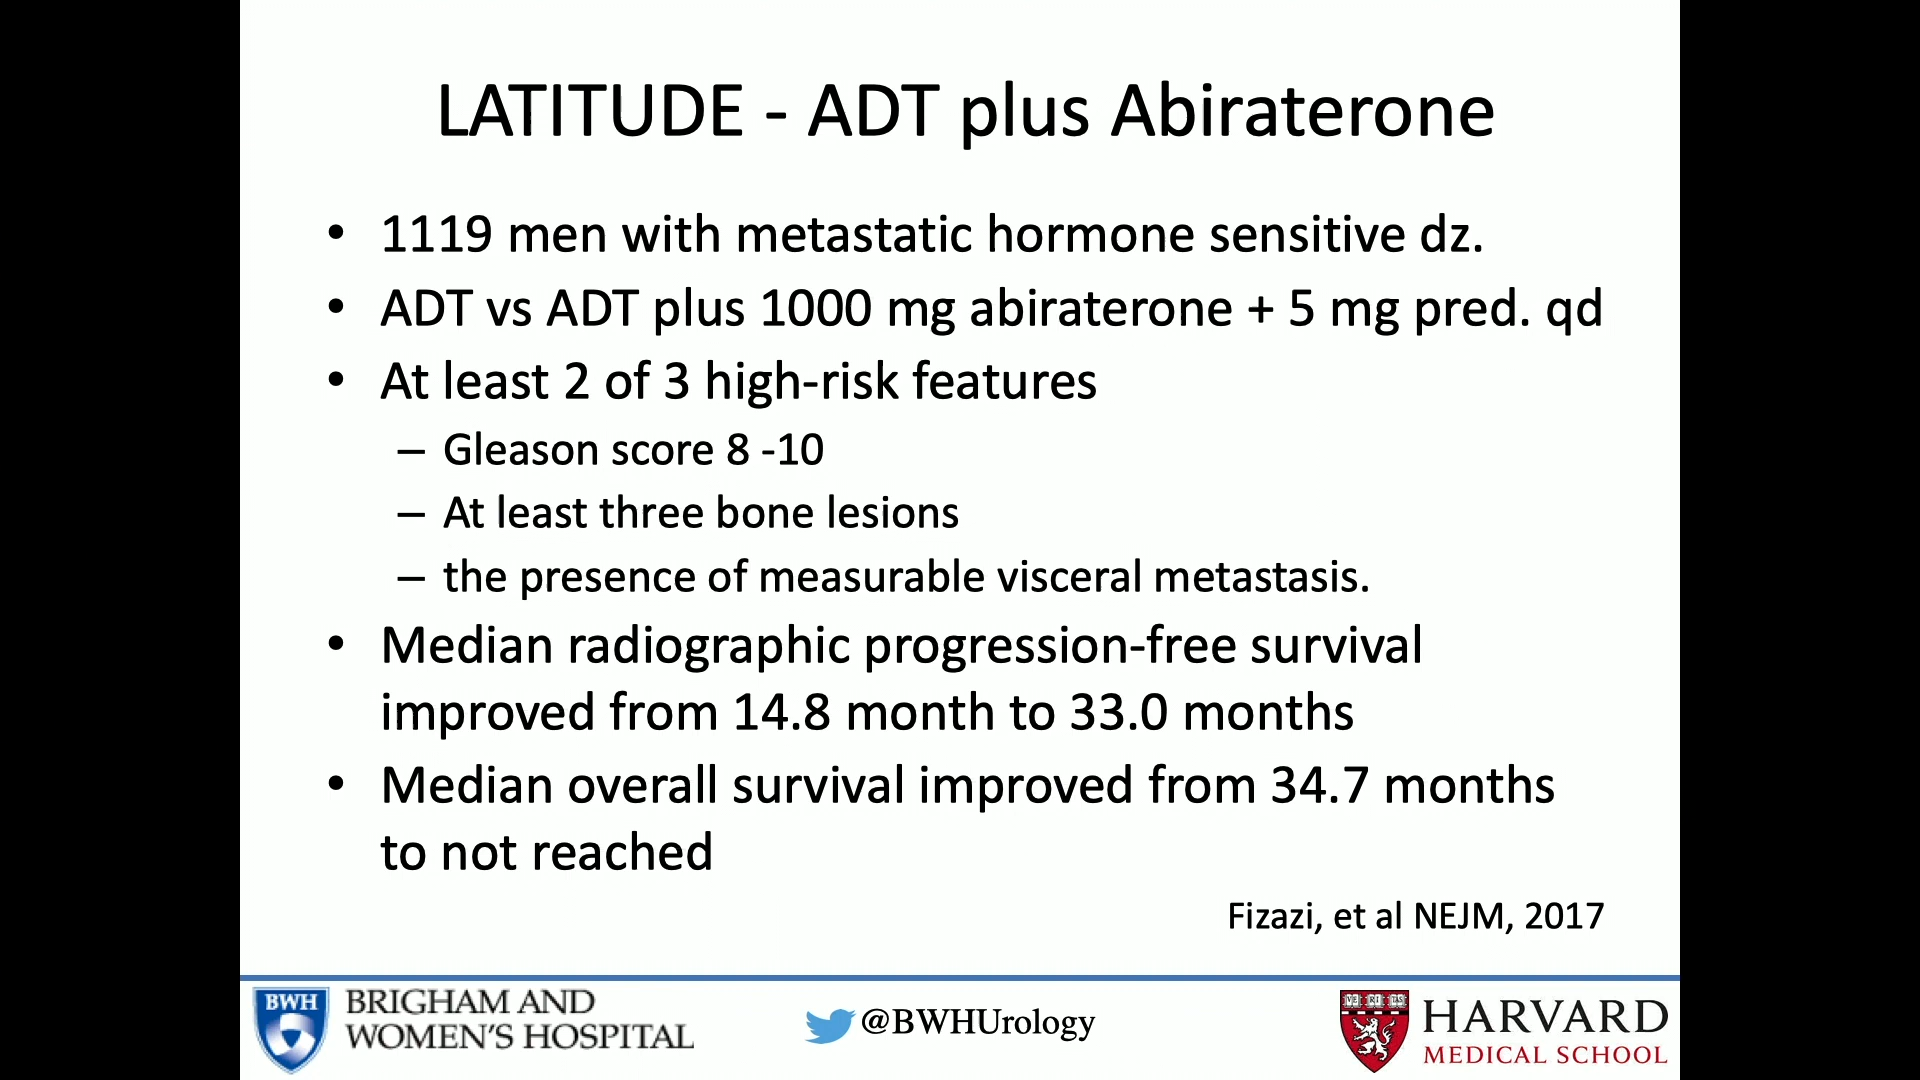 LATITUDE - ADT plus Abiraterone
• 1119 men with metastatic hormone sensitive dz.
• ADT vs ADT plus 1000 mg abiraterone + 5 mg pred. qd
• At least 2 of 3 high-risk features
– Gleason score 8 -10
– At least three bone lesions
– the presence of measurable visceral metastasis.
• Median radiographic progression-free survival
improved from 14.8 month to 33.0 months
• Median overall survival improved from 34.7 months
to not reached
Fizazi, et al NEJM, 2017
BWH
BRIGHAM AND
WOMEN'S HOSPITAL
@BWHUrology
VE RI TAS
HARVARD
MEDICAL SCHOOL